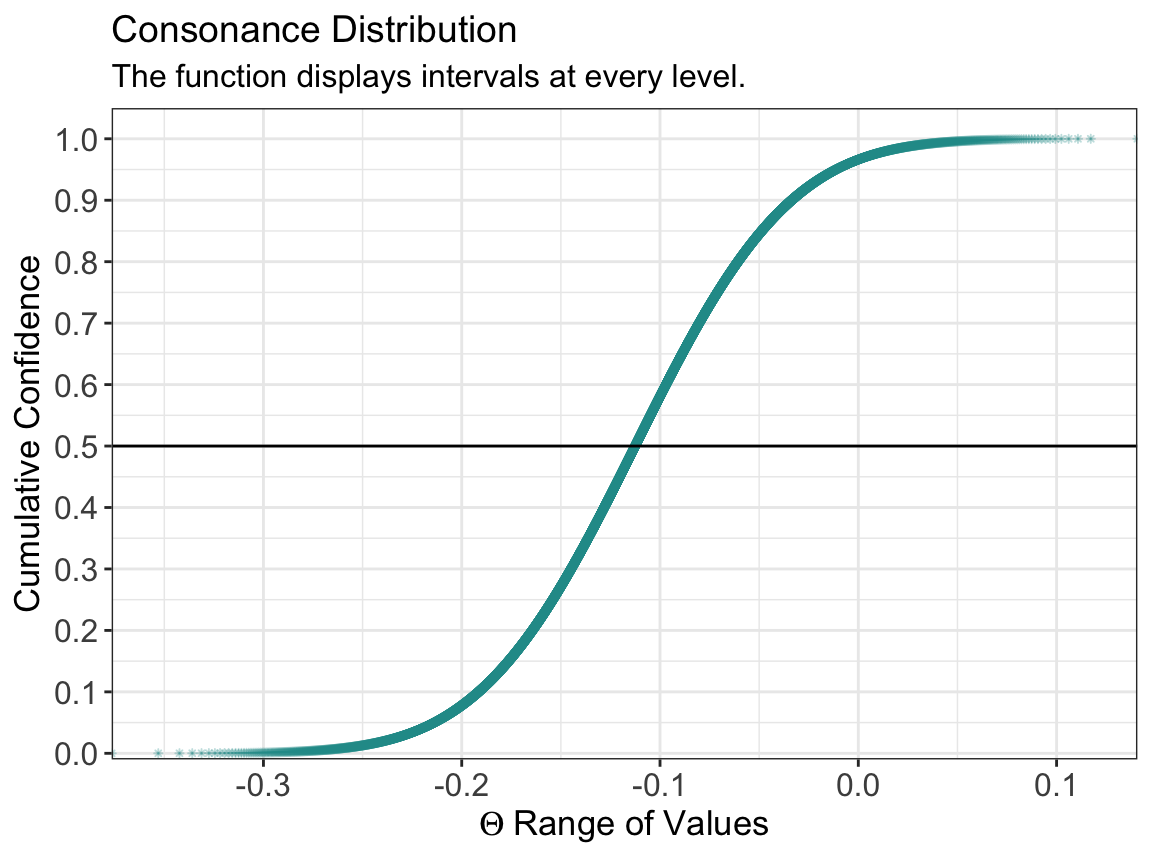 Consonance Distribution
The function displays intervals at every level.
Cumulative Confidence
1.0
0.9
0.8
0.7
0.6
0.5
0.4
0.3
0.2
0.1
0.0
-0.3 -0.2 -0.1 0.0 0.1
Θ Range of Values